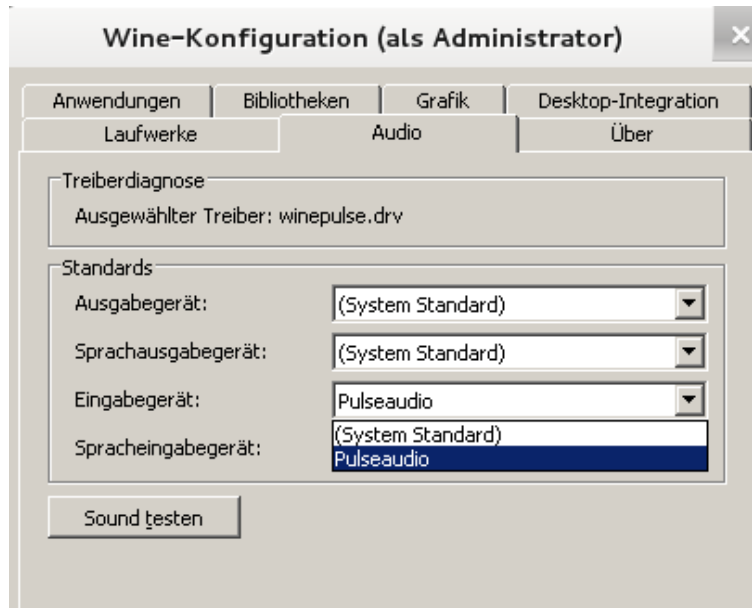 Wine-Konfiguration (als Administrator)
Anwendungen Bibliotheken Grafik Desktop-Integration
Laufwerke Audio Über
Treiberdiagnose
Ausgewählter Treiber: winepulse.drv
Standards
Ausgabegerät: (System Standard)
Sprachausgabegerät: (System Standard)
Eingabegerät: Pulseaudio
(System Standard)
Spracheingabegerät: Pulseaudio
Sound testen